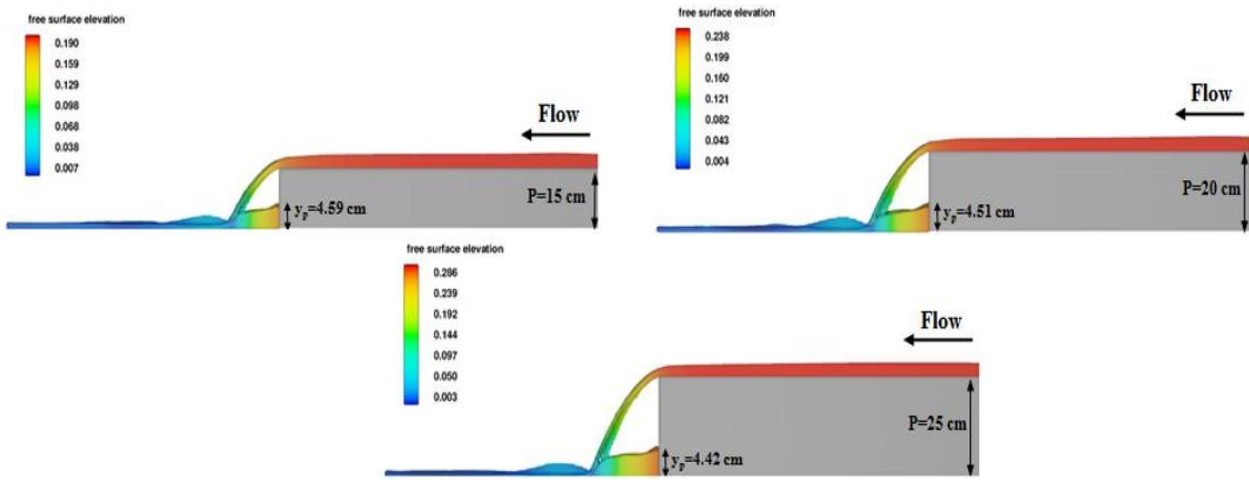 free surface elevation
0.190
0.159
0.129
0.098
0.068
0.038
0.007
Flow
P=15 cm
yp=4.59 cm
free surface elevation
0.238
0.199
0.160
0.121
0.082
0.043
0.004
Flow
P=20 cm
yp=4.51 cm
free surface elevation
0.286
0.239
0.192
0.144
0.097
0.050
0.003
Flow
P=25 cm
yp=4.42 cm